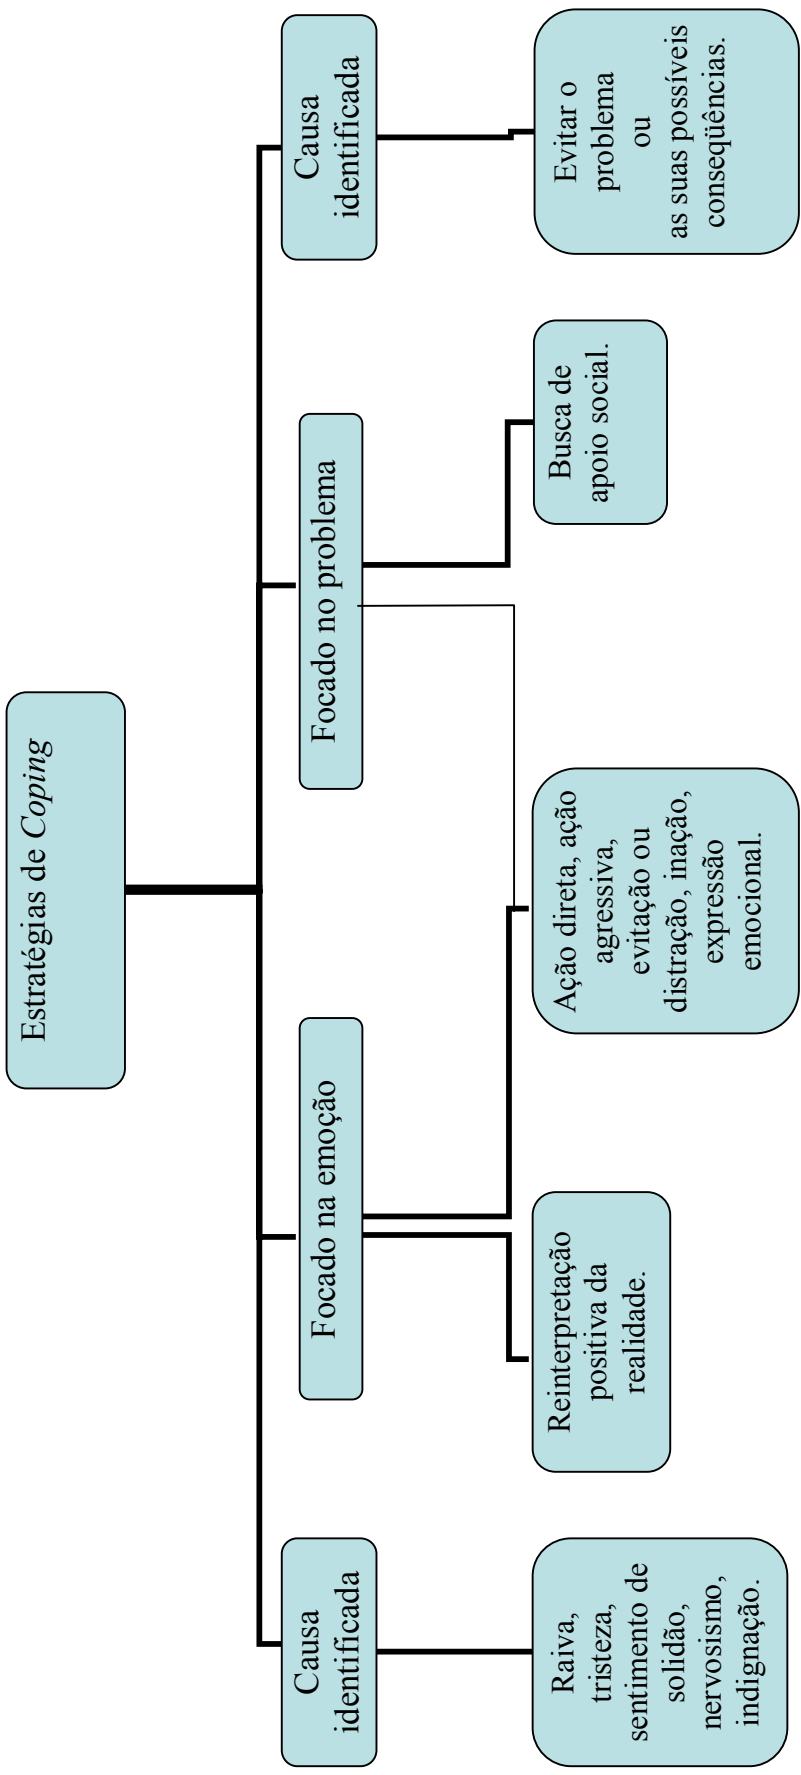 Estratégias de Coping
Causa
identificada
Focado na emoção
Focado no problema
Causa
identificada
Raiva,
tristeza,
sentimento de
solidão,
nervosismo,
indignação.
Reinterpretação
positiva da
realidade.
Ação direta, ação
agressiva,
evitação ou
distração, inação,
expressão
emocional.
Busca de
apoio social.
Evitar o
problema
ou
as suas possíveis
conseqüências.